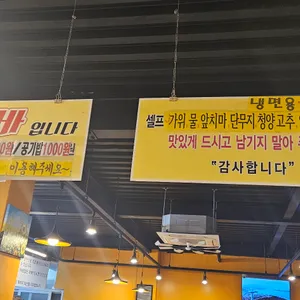 바 입니다
0원/공기밥1000원
이용해주세요~
냉면용
셀프 가위 물 앞치마 단무지 청양고추
맛있게 드시고 남기지 말아
"감사합니다"